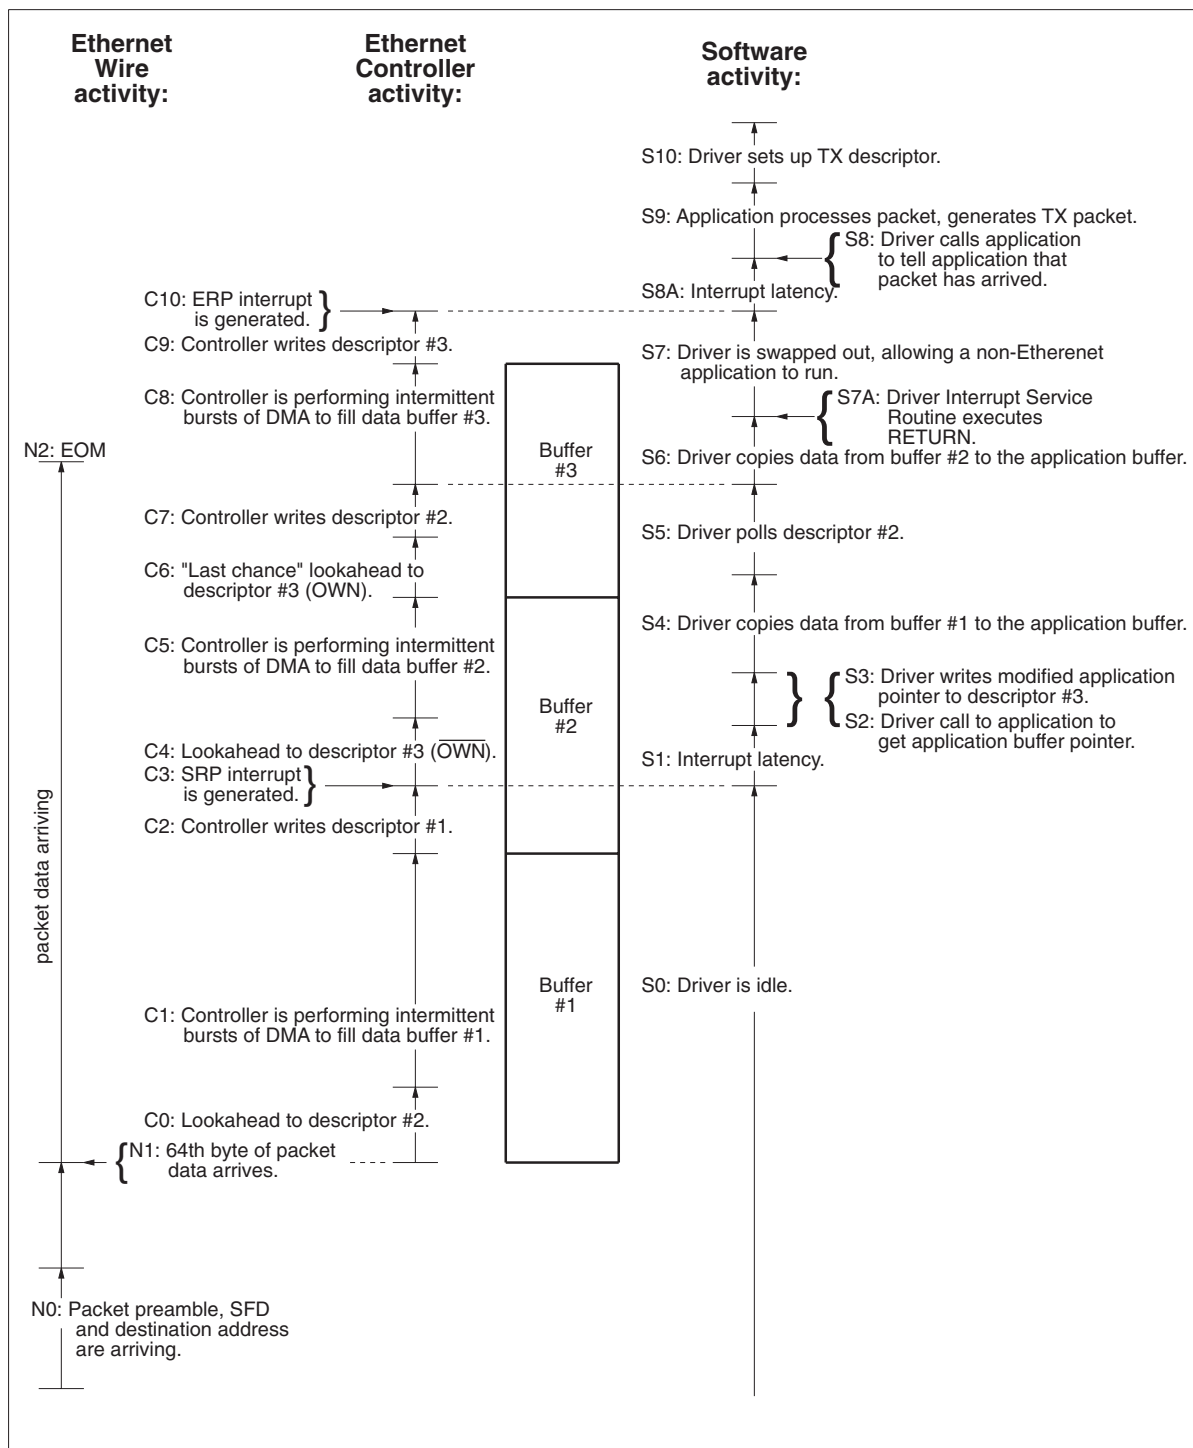 Ethernet
Wire
activity:
Ethernet
Controller
activity:
Software
activity:
S10: Driver sets up TX descriptor.
S9: Application processes packet, generates TX packet.
S8: Driver calls application
to tell application that
packet has arrived.
S8A: Interrupt latency.
C10: ERP interrupt
is generated.
C9: Controller writes descriptor #3.
S7: Driver is swapped out, allowing a non-Etherenet
application to run.
C8: Controller is performing intermittent
bursts of DMA to fill data buffer #3.
S7A: Driver Interrupt Service
Routine executes
RETURN.
N2: EOM
Buffer
#3
S6: Driver copies data from buffer #2 to the application buffer.
C7: Controller writes descriptor #2.
S5: Driver polls descriptor #2.
C6: "Last chance" lookahead to
descriptor #3 (OWN).
S4: Driver copies data from buffer #1 to the application buffer.
C5: Controller is performing intermittent
bursts of DMA to fill data buffer #2.
S3: Driver writes modified application
pointer to descriptor #3.
Buffer
#2
S2: Driver call to application to
get application buffer pointer.
C4: Lookahead to descriptor #3 (O̅W̅N̅).
S1: Interrupt latency.
C3: SRP interrupt
is generated.
C2: Controller writes descriptor #1.
packet data arriving
Buffer
#1
S0: Driver is idle.
C1: Controller is performing intermittent
bursts of DMA to fill data buffer #1.
C0: Lookahead to descriptor #2.
N1: 64th byte of packet
data arrives.
N0: Packet preamble, SFD
and destination address
are arriving.